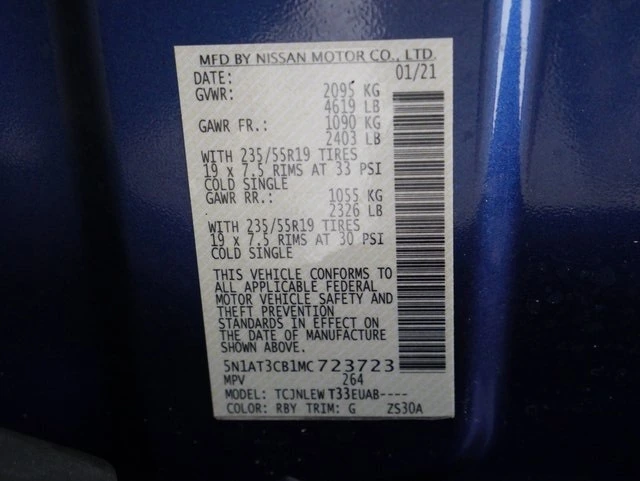 MFD BY NISSAN MOTOR CO., LTD.
DATE: 01/21
GVWR: 2095 KG
4619 LB
GAWR FR.: 1090 KG
2403 LB
WITH 235/55R19 TIRES
19 x 7.5 RIMS AT 33 PSI
COLD SINGLE
GAWR RR.: 1055 KG
2326 LB
WITH 235/55R19 TIRES
19 x 7.5 RIMS AT 30 PSI
COLD SINGLE
THIS VEHICLE CONFORMS TO
ALL APPLICABLE FEDERAL
MOTOR VEHICLE SAFETY AND
THEFT PREVENTION
STANDARDS IN EFFECT ON
THE DATE OF MANUFACTURE
SHOWN ABOVE.
5N1AT3CB1MC723723
MPV 264
MODEL: TCJNLEW T33EUAB----
COLOR: RBY TRIM: G ZS30A